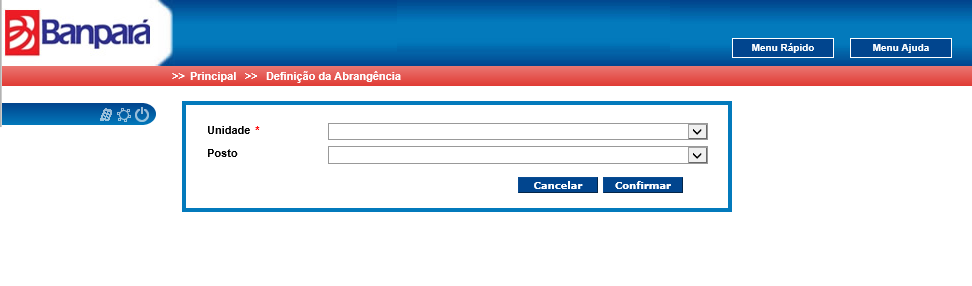 Banpará
Menu Rápido
Menu Ajuda
>> Principal >> Definição da Abrangência
Unidade *
Posto
Cancelar
Confirmar